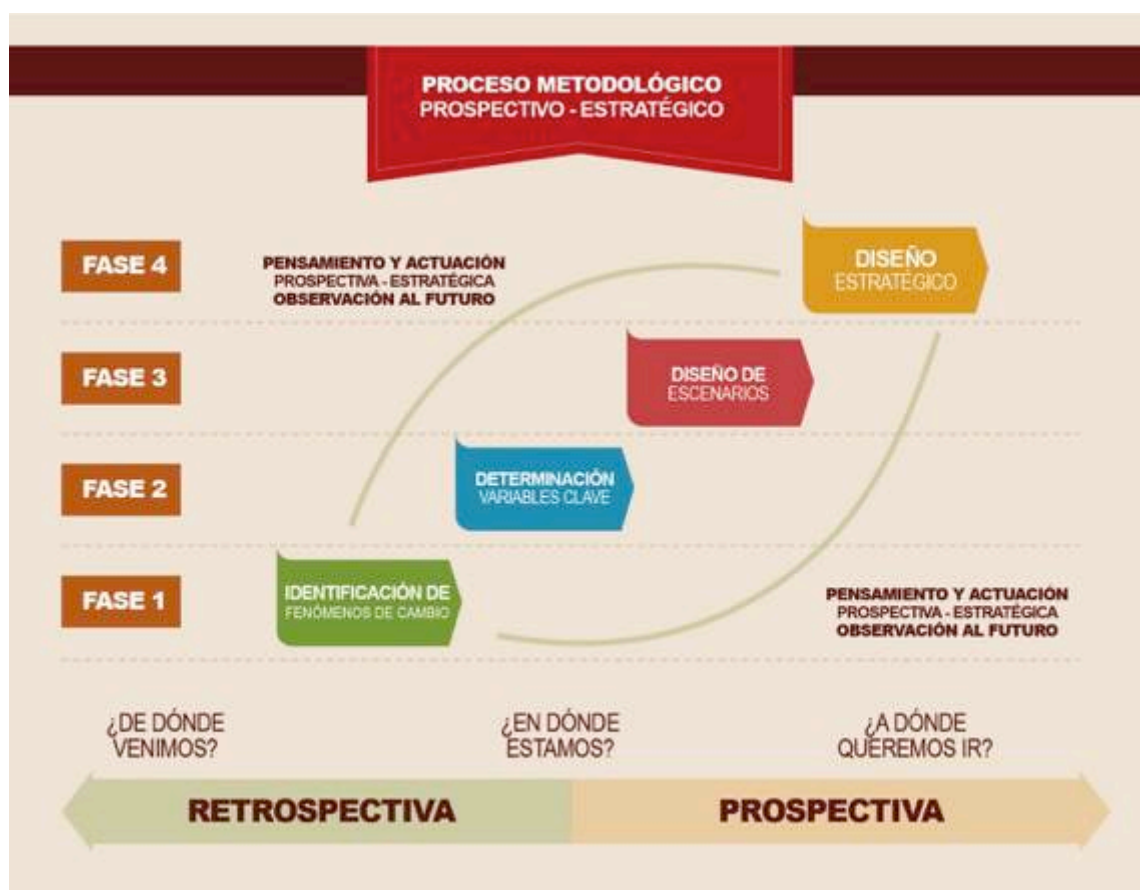 PROCESO METODOLÓGICO
PROSPECTIVO - ESTRATÉGICO
FASE 4
PENSAMIENTO Y ACTUACIÓN
PROSPECTIVA - ESTRATÉGICA
OBSERVACIÓN AL FUTURO
DISEÑO
ESTRATÉGICO
FASE 3
DISEÑO DE
ESCENARIOS
FASE 2
DETERMINACIÓN
VARIABLES CLAVE
FASE 1
IDENTIFICACIÓN DE
FENÓMENOS DE CAMBIO
PENSAMIENTO Y ACTUACIÓN
PROSPECTIVA - ESTRATÉGICA
OBSERVACIÓN AL FUTURO
¿DE DÓNDE
VENIMOS?
¿EN DÓNDE
ESTAMOS?
¿A DÓNDE
QUEREMOS IR?
RETROSPECTIVA
PROSPECTIVA